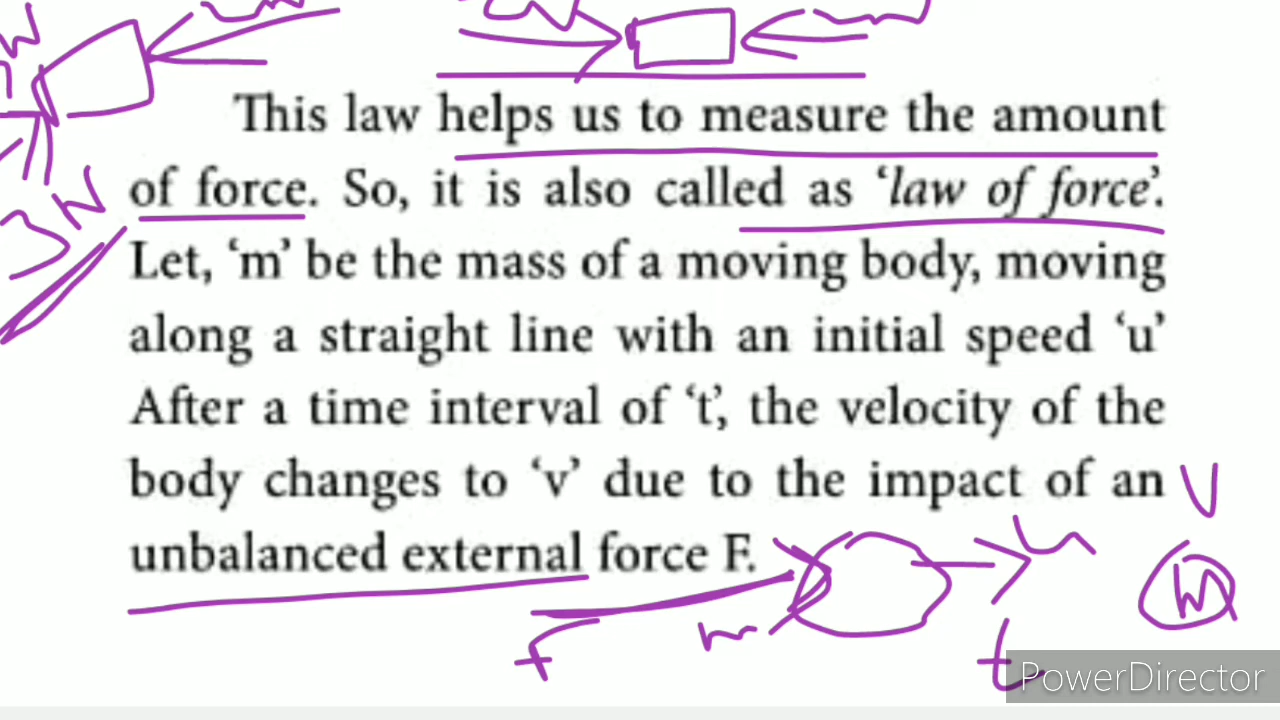 This law helps us to measure the amount
of force. So, it is also called as ‘law of force’.
Let, ‘m’ be the mass of a moving body, moving
along a straight line with an initial speed ‘u’
After a time interval of ‘t’, the velocity of the
body changes to ‘v’ due to the impact of an
unbalanced external force F.
v
u
m
t
PowerDirector